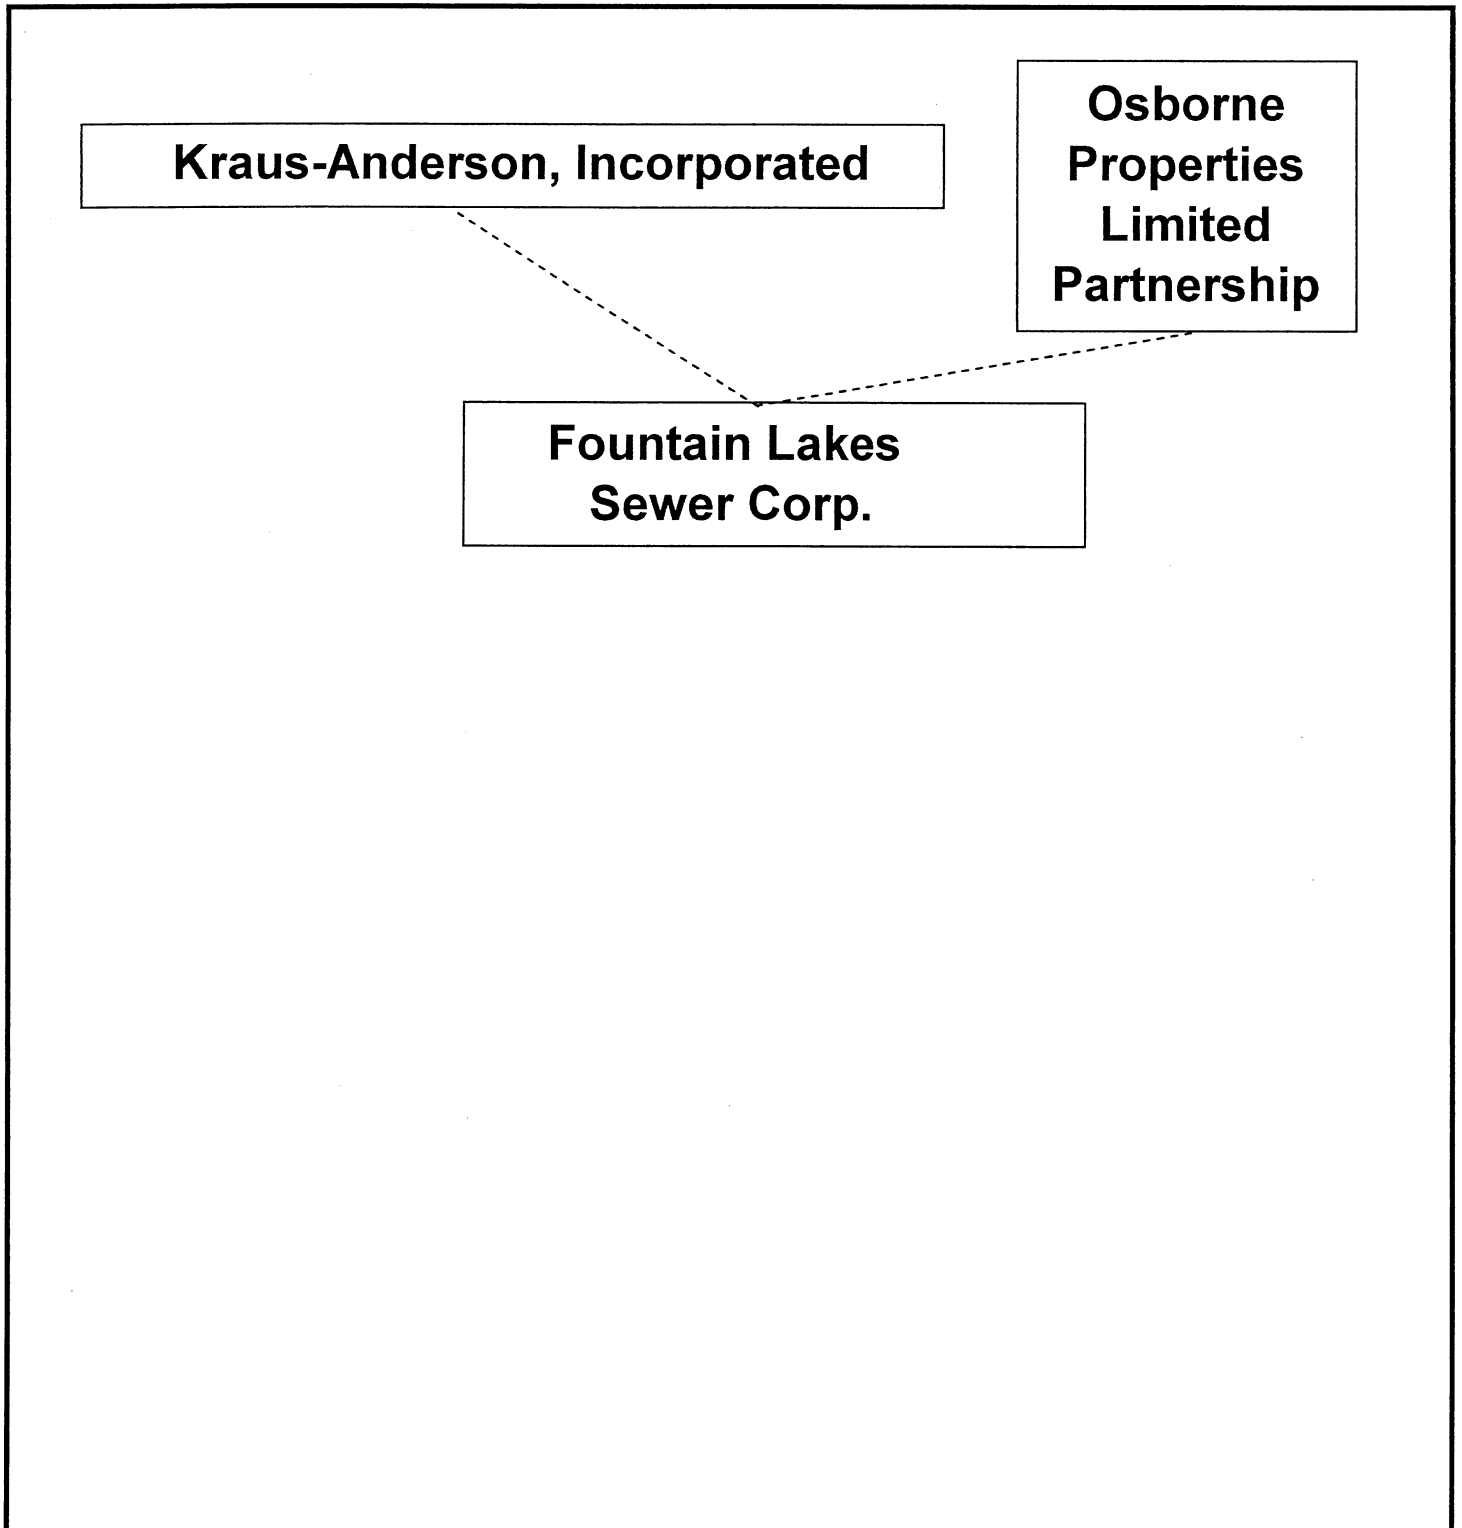 Kraus-Anderson, Incorporated
Osborne
Properties
Limited
Partnership
Fountain Lakes
Sewer Corp.